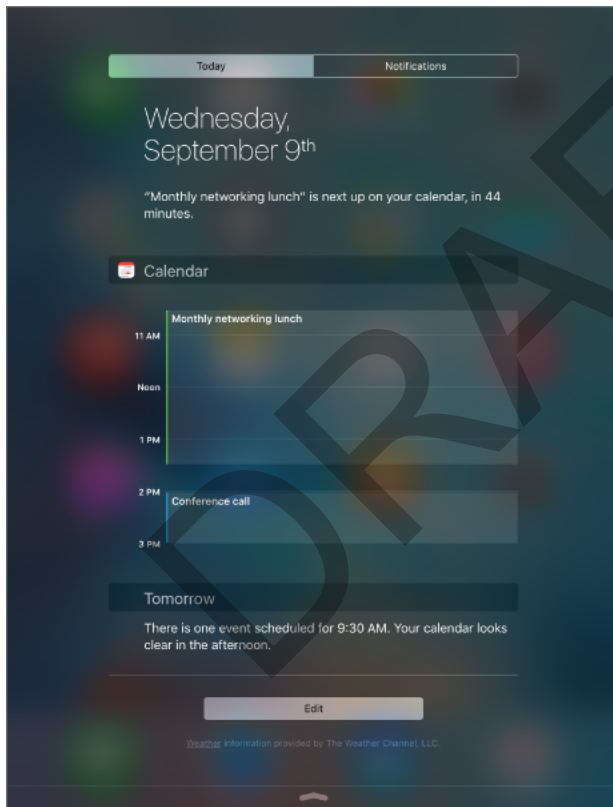 Today
Notifications
Wednesday,
September 9th
“Monthly networking lunch” is next up on your calendar, in 44
minutes.
Calendar
Monthly networking lunch
11 AM
Noon
1 PM
2 PM
Conference call
3 PM
Tomorrow
There is one event scheduled for 9:30 AM. Your calendar looks
clear in the afternoon.
Edit
Weather information provided by The Weather Channel, LLC.